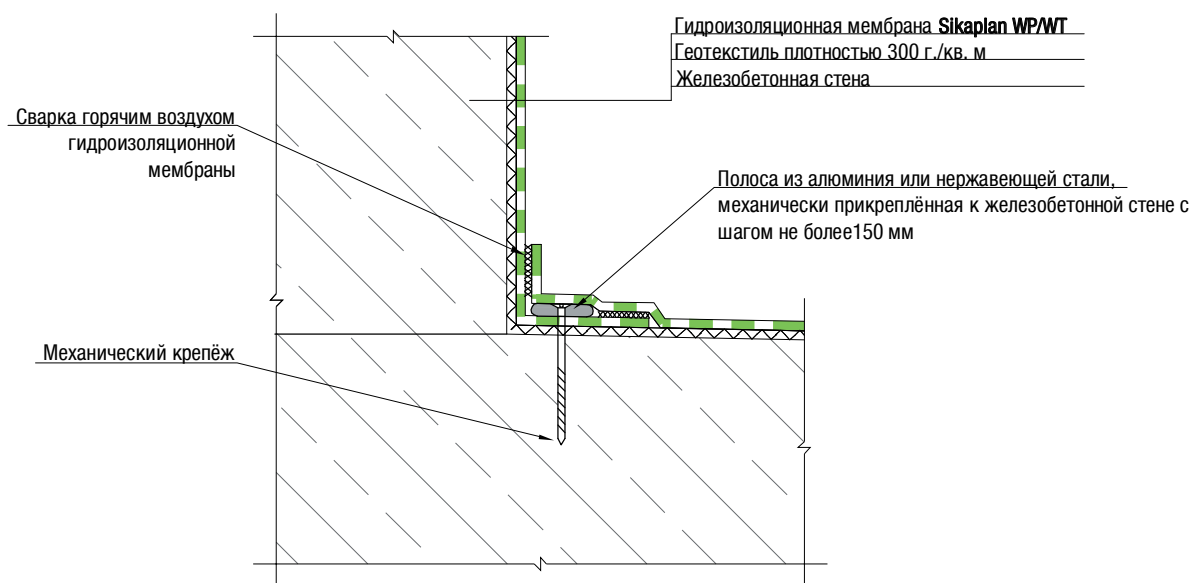 Гидроизоляционная мембрана Sikaplan WP/WT
Геотекстиль плотностью 300 г./кв. м
Железобетонная стена
Сварка горячим воздухом
гидроизоляционной
мембраны
Полоса из алюминия или нержавеющей стали,
механически прикреплённая к железобетонной стене с
шагом не более150 мм
Механический крепёж